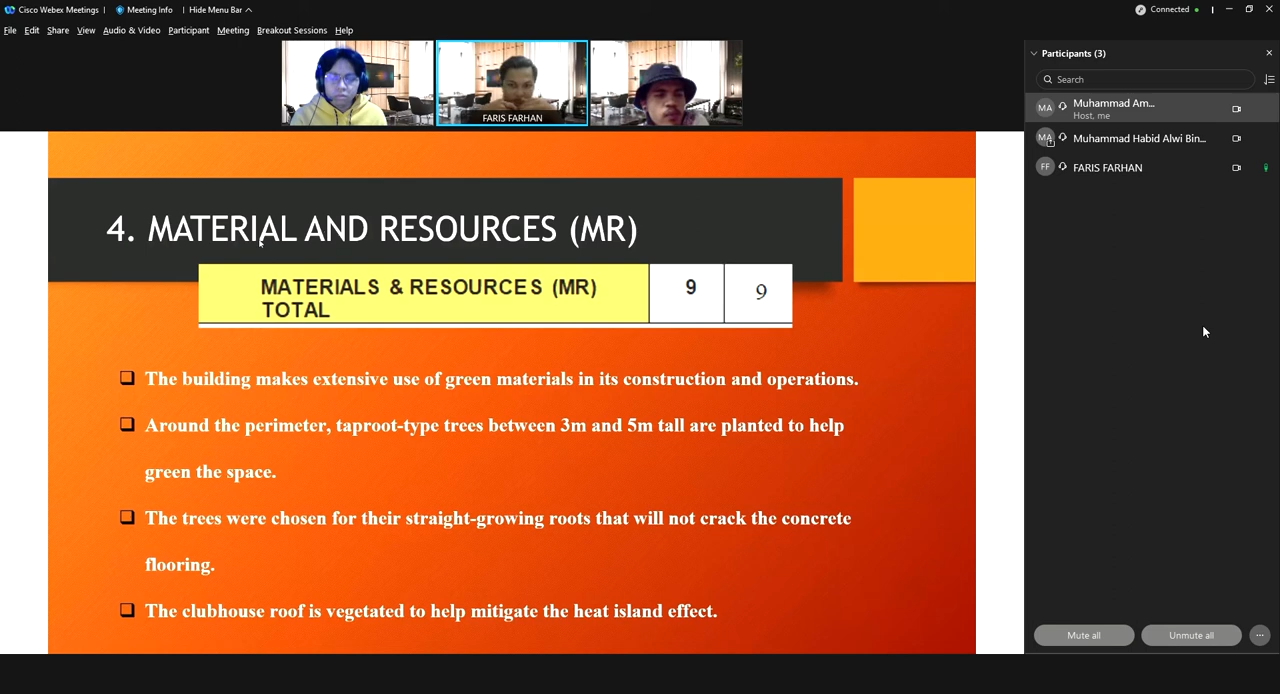 Cisco Webex Meetings
Meeting Info
Hide Menu Bar
Connected
File Edit Share View Audio & Video Participant Meeting Breakout Sessions Help
FARIS FARHAN
Participants (3)
Search
MA Muhammad Am...
Host, me
MA Muhammad Habid Alwi Bin...
FF FARIS FARHAN
4. MATERIAL AND RESOURCES (MR)
MATERIALS & RESOURCES (MR) 9 9
TOTAL
The building makes extensive use of green materials in its construction and operations.
Around the perimeter, taproot-type trees between 3m and 5m tall are planted to help
green the space.
The trees were chosen for their straight-growing roots that will not crack the concrete
flooring.
The clubhouse roof is vegetated to help mitigate the heat island effect.
Mute all
Unmute all